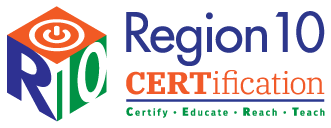 R10
Region 10
CERTification
Certify • Educate • Reach • Teach